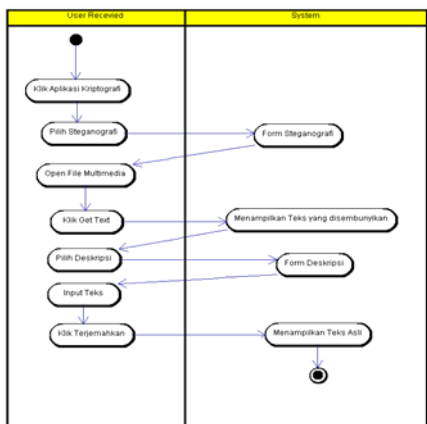 User Recevied
System
Klik Aplikasi Kriptografi
Pilih Steganografi
Form Steganografi
Open File Multimedia
Klik Get Text
Menampilkan Teks yang disembunyikan
Pilih Deskripsi
Form Deskripsi
Input Teks
Klik Terjemahkan
Menampilkan Teks Asli